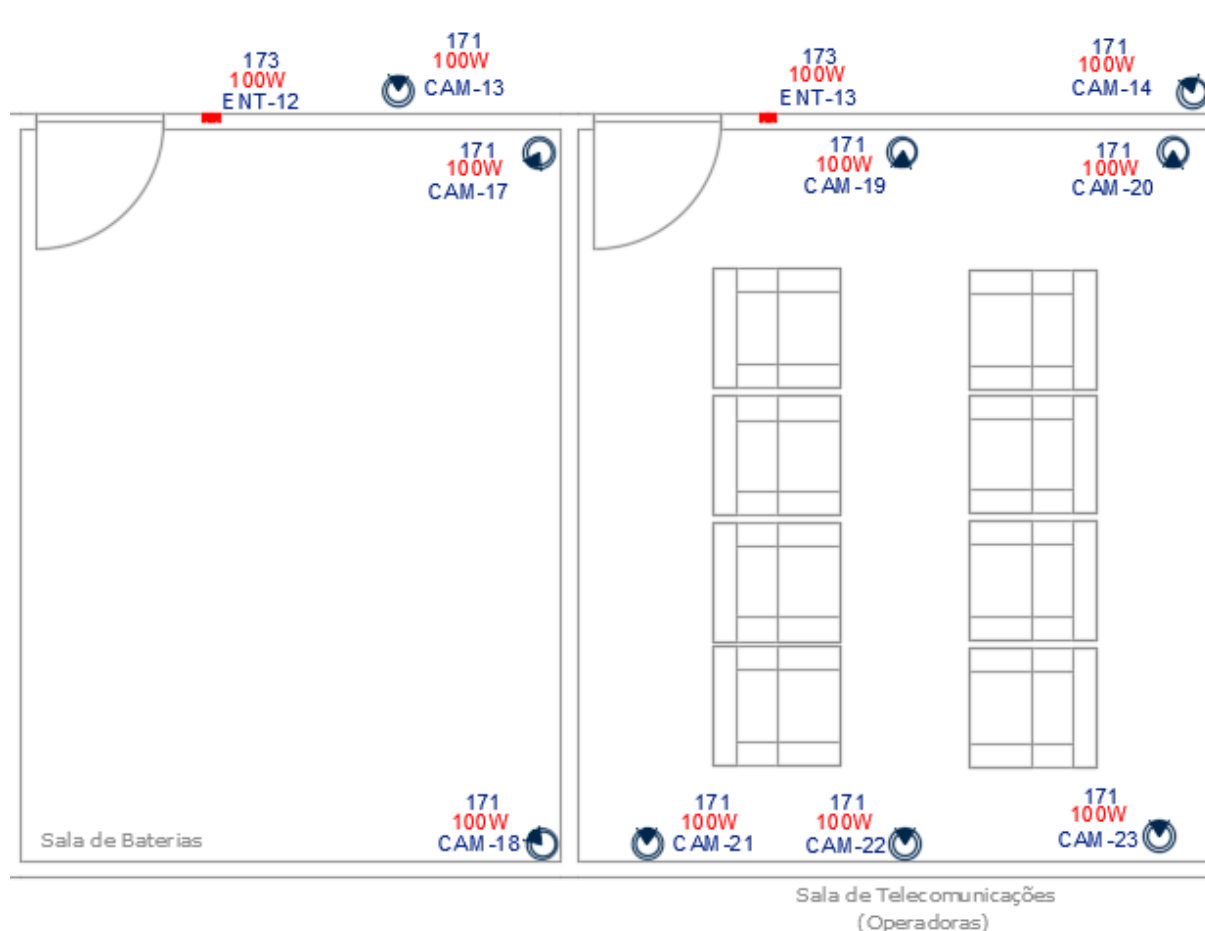 171
100W
CAM-13
173
100W
ENT-12
173
100W
ENT-13
171
100W
CAM-14
171
100W
CAM-17
171
100W
CAM-19
171
100W
CAM-20
171
100W
CAM-18
171
100W
CAM-21
171
100W
CAM-22
171
100W
CAM-23
Sala de Baterias
Sala de Telecomunicações
(Operadoras)